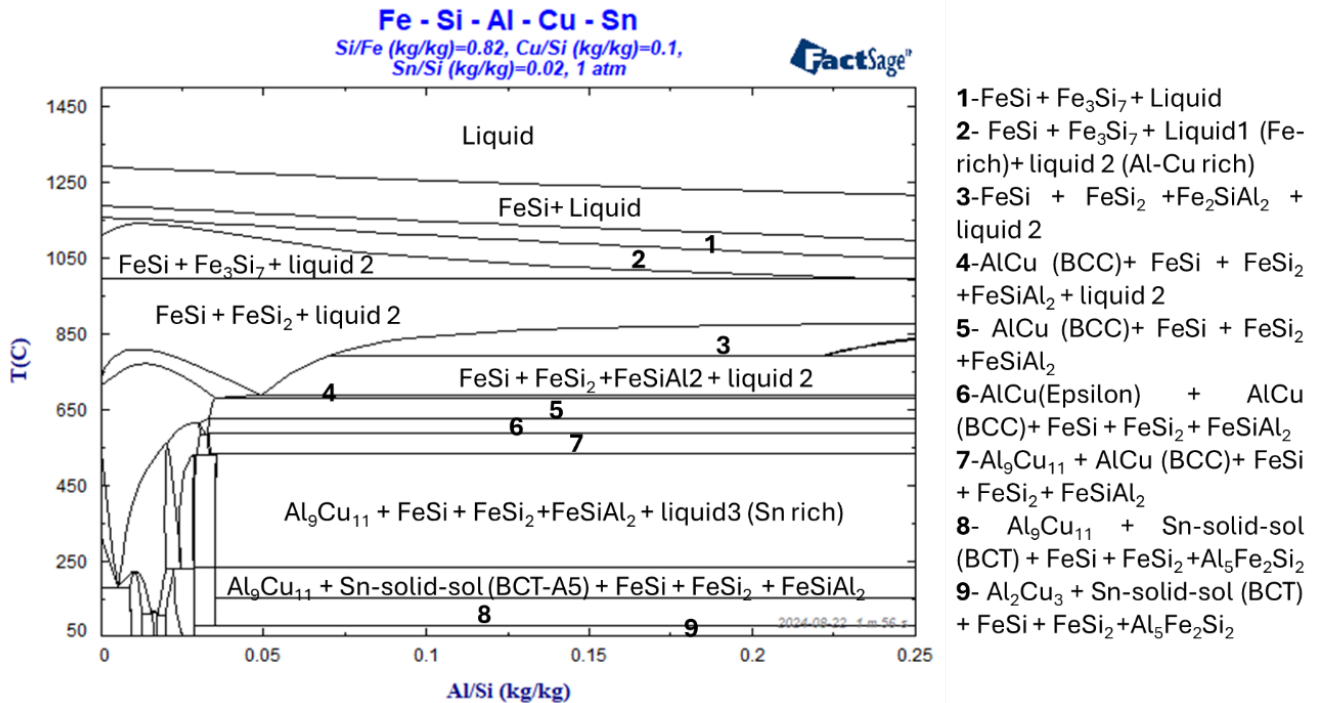 Fe - Si - Al - Cu - Sn
Si/Fe (kg/kg)=0.82, Cu/Si (kg/kg)=0.1,
Sn/Si (kg/kg)=0.02, 1 atm
FactSage™
1450
1250
1050
850
650
450
250
50
T(C)
Liquid
FeSi+ Liquid
1
2
FeSi + Fe₃Si₇ + liquid 2
FeSi + FeSi₂ + liquid 2
3
FeSi + FeSi₂ +FeSiAl2 + liquid 2
4
5
6
7
Al₉Cu₁₁ + FeSi + FeSi₂+FeSiAl₂ + liquid3 (Sn rich)
Al₉Cu₁₁ + Sn-solid-sol (BCT-A5) + FeSi + FeSi₂ + FeSiAl₂
8
2024-08-22 1 m 56 s
9
0
0.05
0.1
0.15
0.2
0.25
Al/Si (kg/kg)
1-FeSi + Fe₃Si₇ + Liquid
2- FeSi + Fe₃Si₇ + Liquid1 (Fe-
rich)+ liquid 2 (Al-Cu rich)
3-FeSi + FeSi₂ +Fe₂SiAl₂ +
liquid 2
4-AlCu (BCC)+ FeSi + FeSi₂
+FeSiAl₂ + liquid 2
5- AlCu (BCC)+ FeSi + FeSi₂
+FeSiAl₂
6-AlCu(Epsilon) + AlCu
(BCC)+ FeSi + FeSi₂ + FeSiAl₂
7-Al₉Cu₁₁ + AlCu (BCC)+ FeSi
+ FeSi₂ + FeSiAl₂
8- Al₉Cu₁₁ + Sn-solid-sol
(BCT) + FeSi + FeSi₂ +Al₅Fe₂Si₂
9- Al₂Cu₃ + Sn-solid-sol (BCT)
+ FeSi + FeSi₂+Al₅Fe₂Si₂